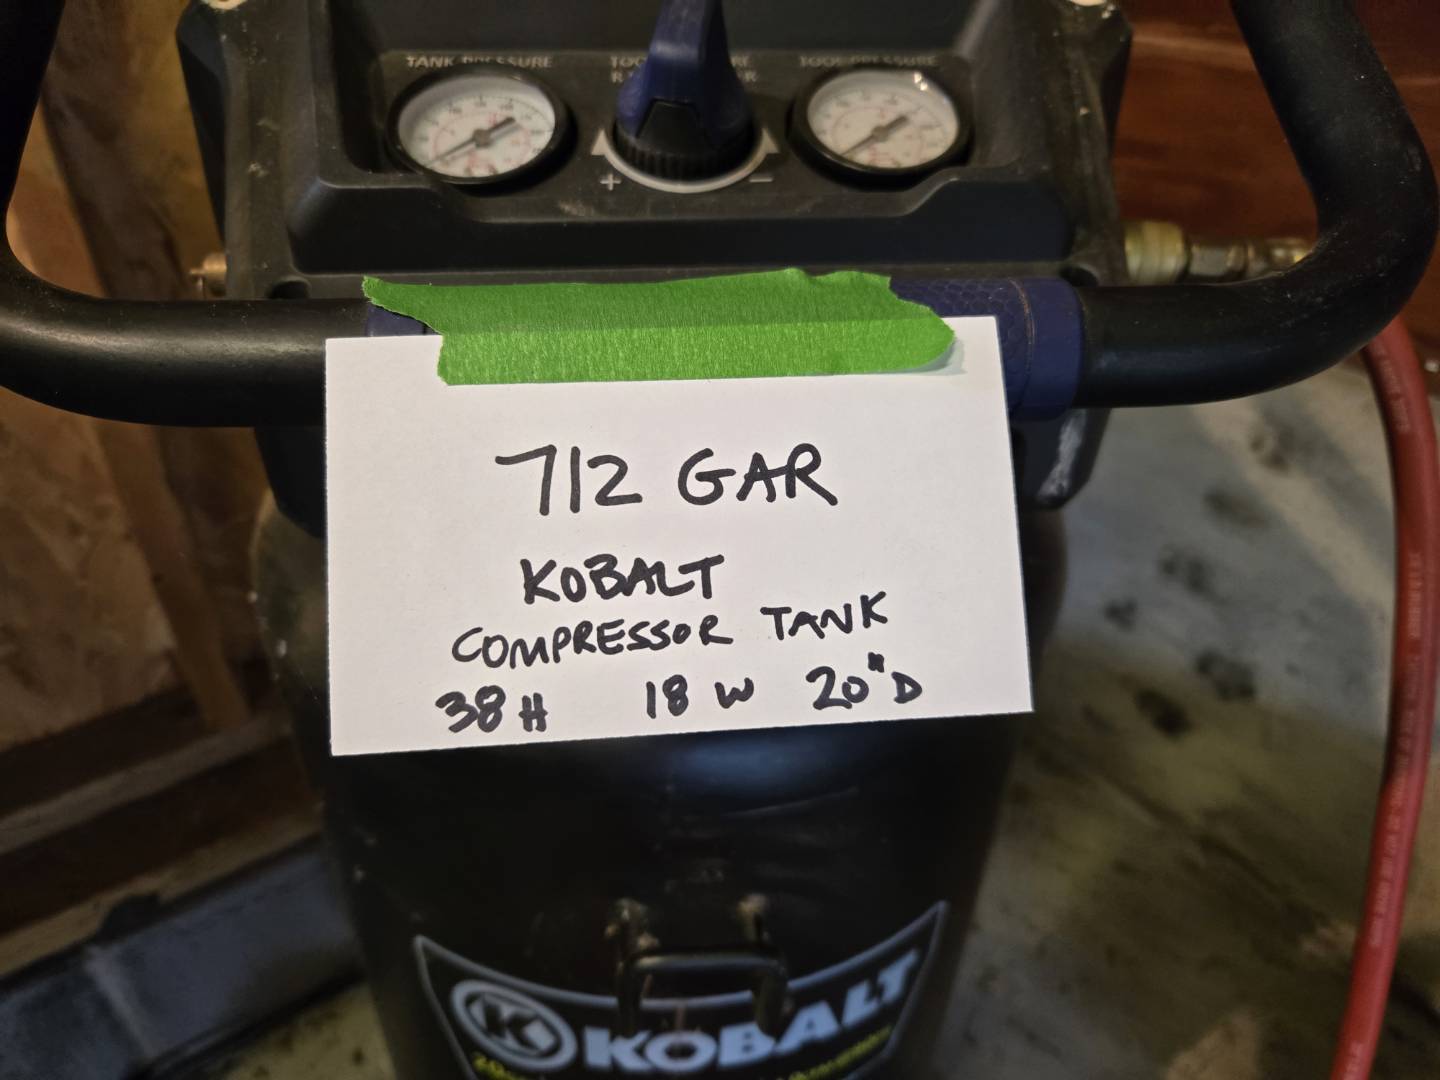 TANK PRESSURE
TOOL PRESSURE
+ −
712 GAR
KOBALT
COMPRESSOR TANK
38 H 18 W 20" D
K KOBALT